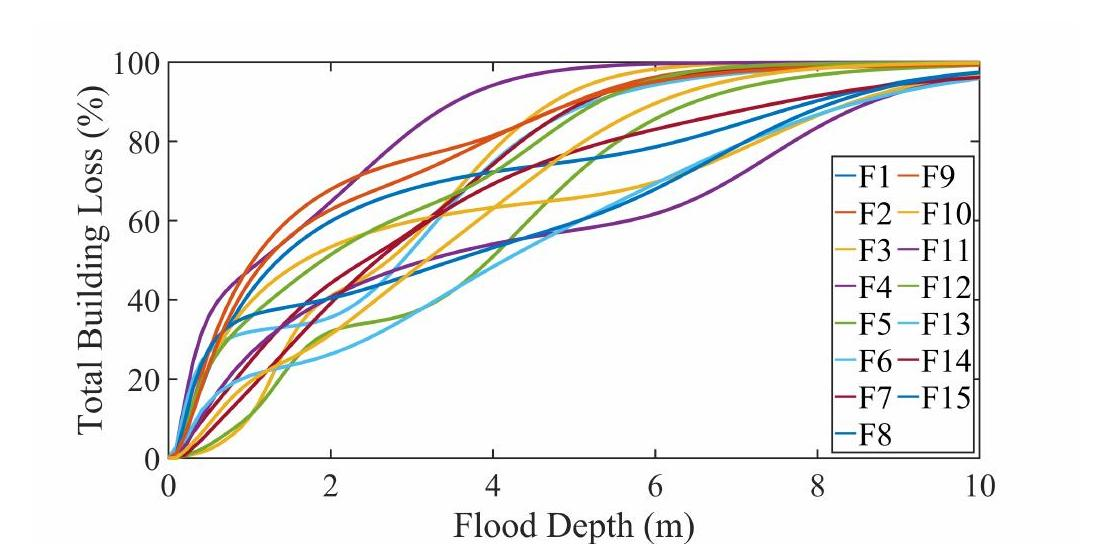 100
80
60
40
20
0
Total Building Loss (%)
F1 F9
F2 F10
F3 F11
F4 F12
F5 F13
F6 F14
F7 F15
F8
0 2 4 6 8 10
Flood Depth (m)